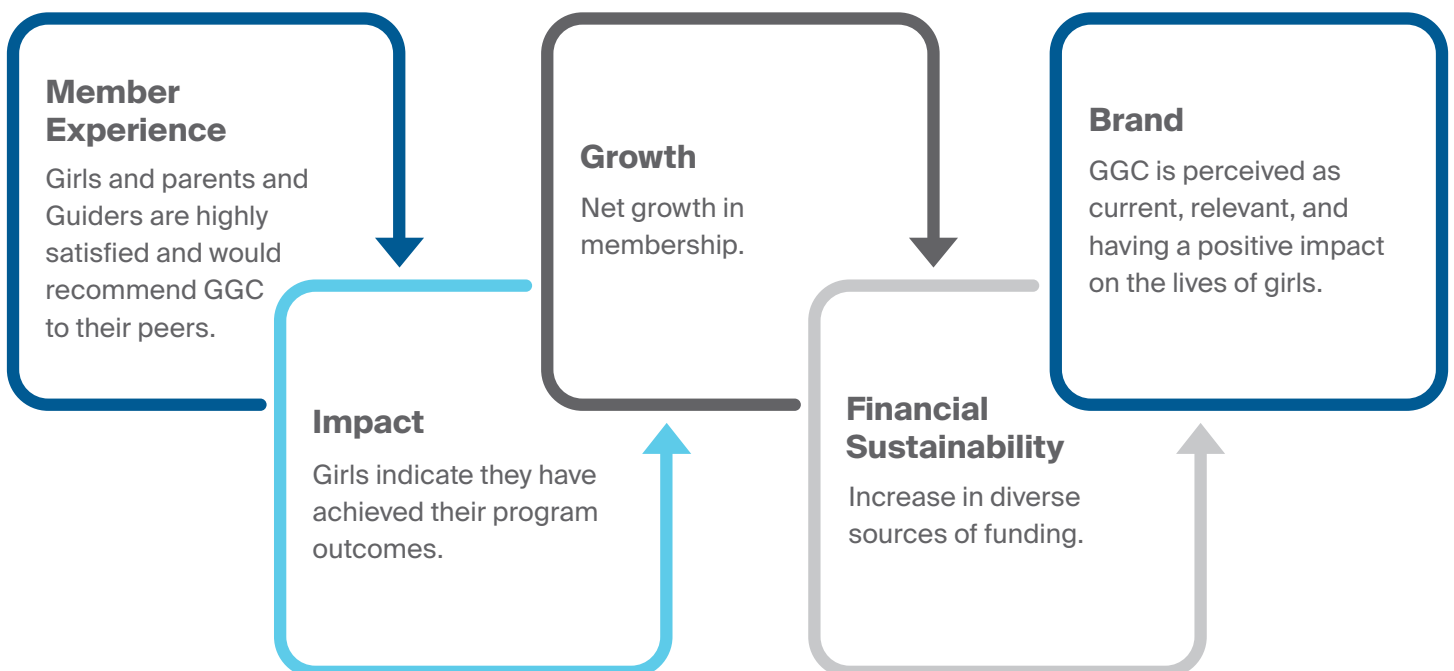 Member
Experience
Girls and parents and
Guiders are highly
satisfied and would
recommend GGC
to their peers.
Impact
Girls indicate they have
achieved their program
outcomes.
Growth
Net growth in
membership.
Financial
Sustainability
Increase in diverse
sources of funding.
Brand
GGC is perceived as
current, relevant, and
having a positive impact
on the lives of girls.